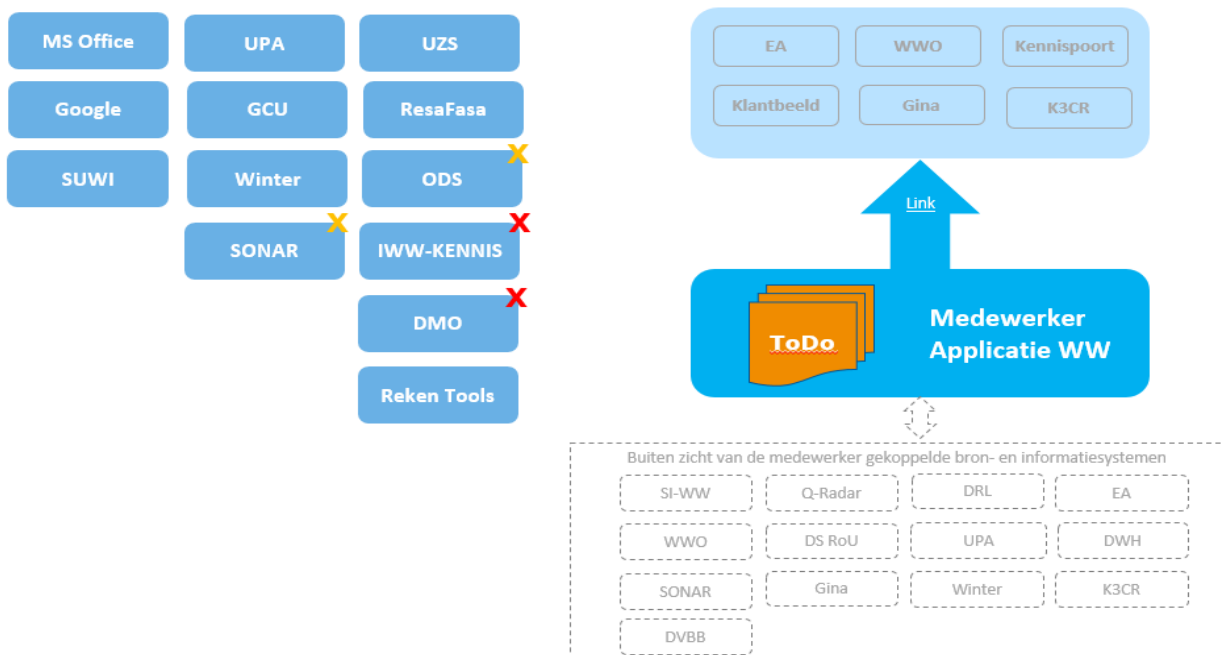 MS Office
UPA
UZS
Google
GCU
ResaFasa
SUWI
Winter
ODS
X
SONAR
X
IWW-KENNIS
X
DMO
X
Reken Tools
EA
WWO
Kennispoort
Klantbeeld
Gina
K3CR
Link
ToDo
Medewerker
Applicatie WW
Buiten zicht van de medewerker gekoppelde bron- en informatiesystemen
SI-WW
Q-Radar
DRL
EA
WWO
DS RoU
UPA
DWH
SONAR
Gina
Winter
K3CR
DVBB